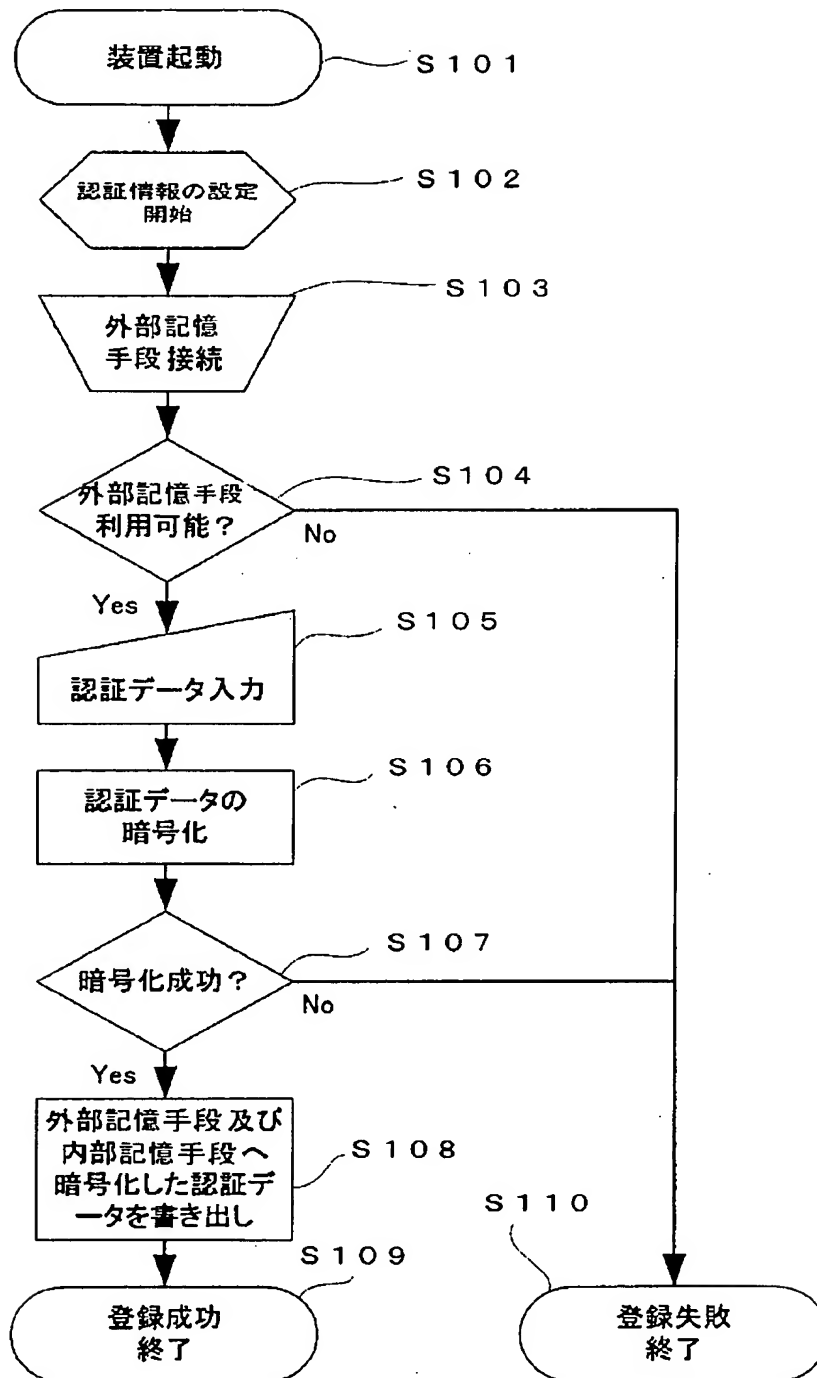 装置起動
S101
認証情報の設定
開始
S102
S103
外部記憶
手段接続
S104
外部記憶手段
利用可能？
No
Yes
S105
認証データ入力
S106
認証データの
暗号化
S107
暗号化成功？
No
Yes
外部記憶手段及び
内部記憶手段へ
暗号化した認証デ
ータを書き出し
S108
S109
登録成功
終了
S110
登録失敗
終了